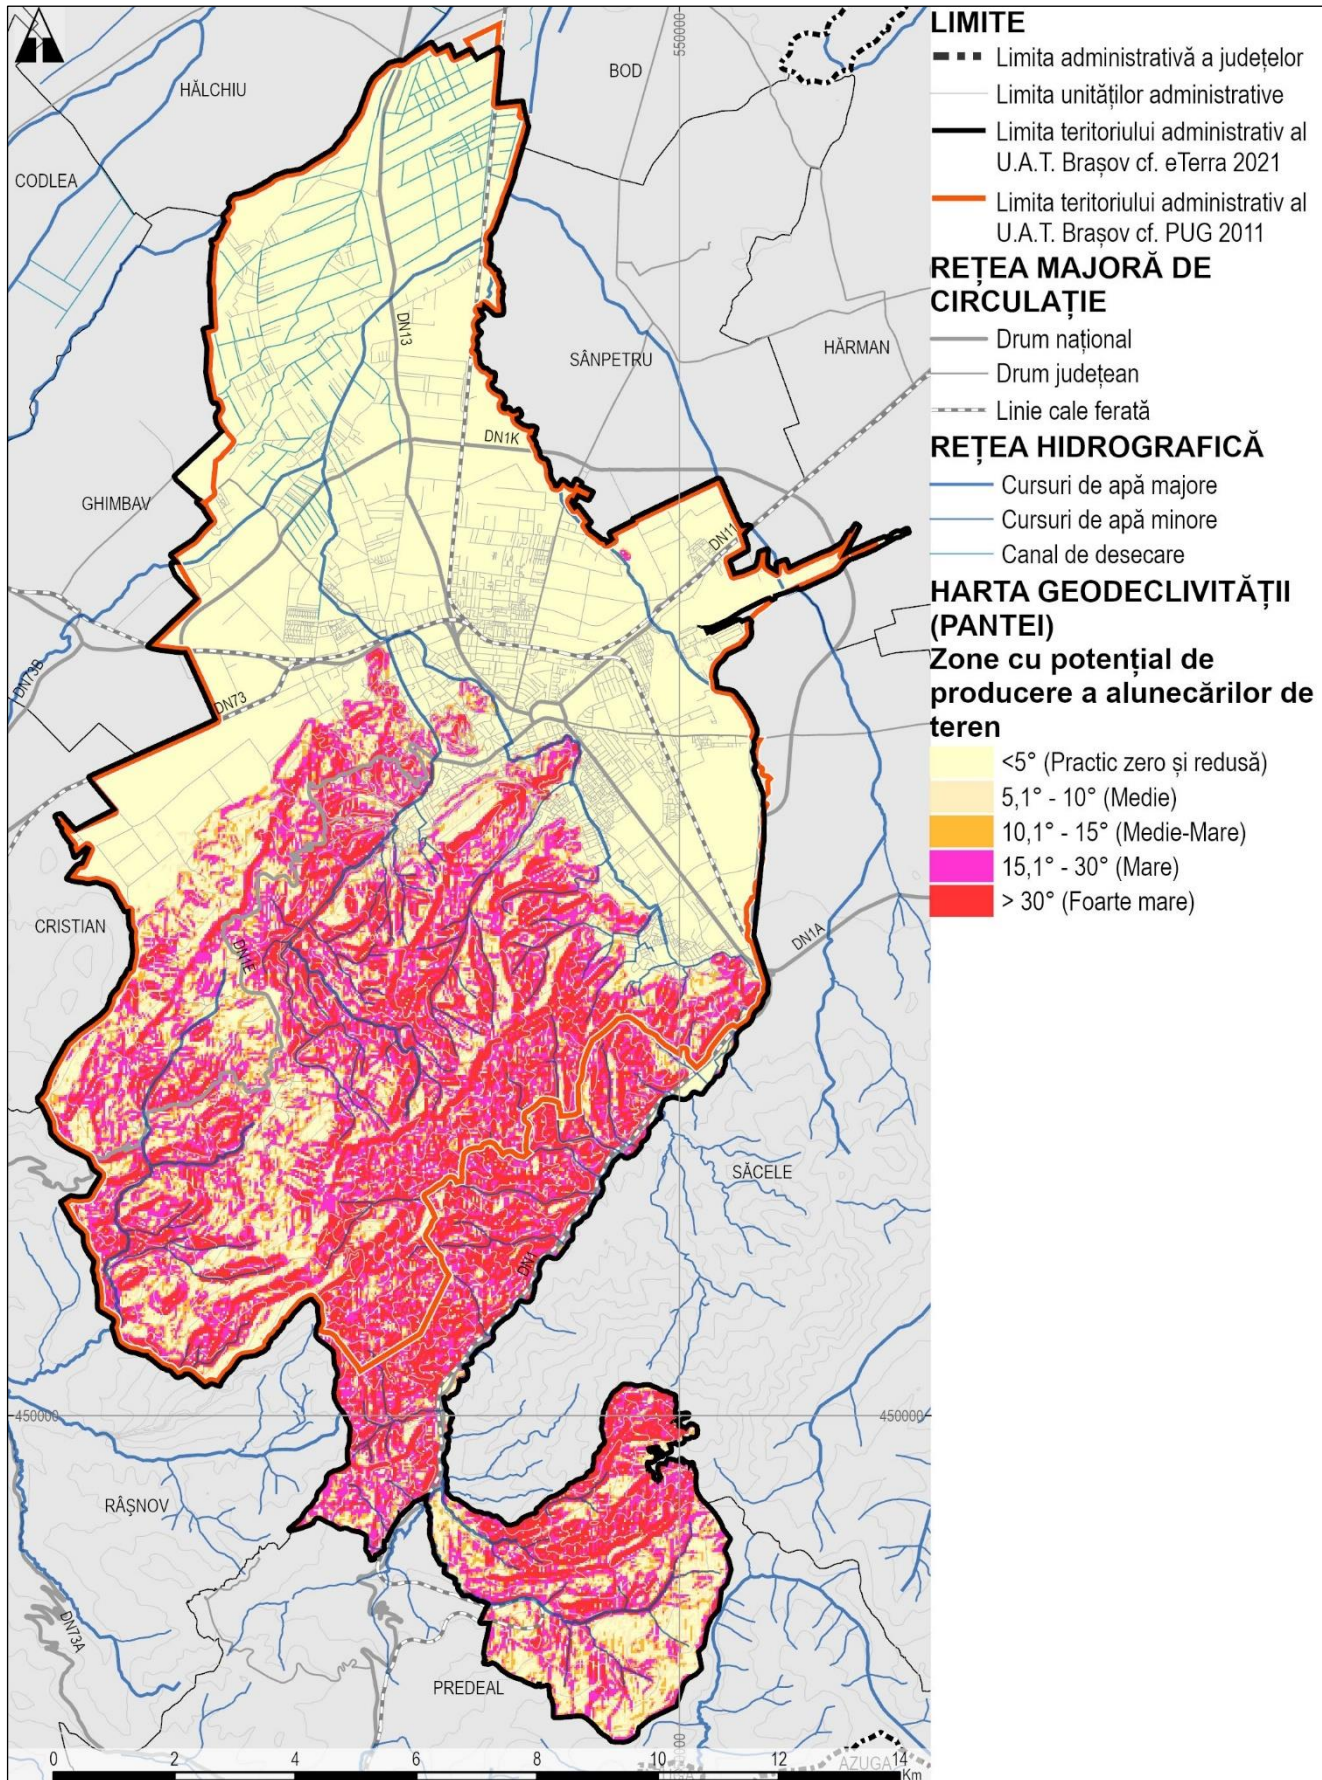 550000
BOD
HĂLCHIU
CODLEA
DN13
SÂNPETRU
HĂRMAN
DN1K
GHIMBAV
DN11
DN73B
DN73
CRISTIAN
DN1E
DN1A
SĂCELE
DN1
450000
450000
RÂȘNOV
DN73A
PREDEAL
AZUGA
0 2 4 6 8 10 12 14
Km
LIMITE
Limita administrativă a județelor
Limita unităților administrative
Limita teritoriului administrativ al
U.A.T. Brașov cf. eTerra 2021
Limita teritoriului administrativ al
U.A.T. Brașov cf. PUG 2011
REȚEA MAJORĂ DE
CIRCULAȚIE
Drum național
Drum județean
Linie cale ferată
REȚEA HIDROGRAFICĂ
Cursuri de apă majore
Cursuri de apă minore
Canal de desecare
HARTA GEODECLIVITĂȚII
(PANTEI)
Zone cu potențial de
producere a alunecărilor de
teren
<5° (Practic zero și redusă)
5,1° - 10° (Medie)
10,1° - 15° (Medie-Mare)
15,1° - 30° (Mare)
> 30° (Foarte mare)